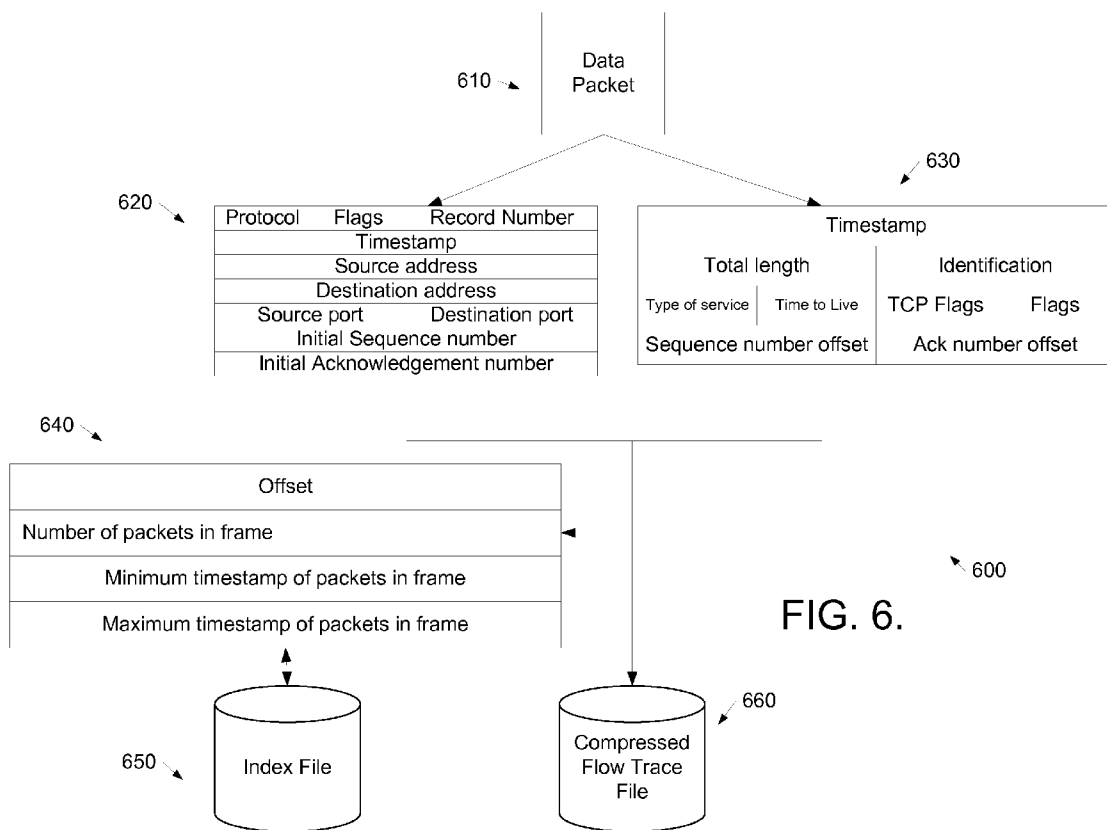 610
Data
Packet
620
Protocol Flags Record Number
Timestamp
Source address
Destination address
Source port Destination port
Initial Sequence number
Initial Acknowledgement number
630
Timestamp
Total length Identification
Type of service Time to Live TCP Flags Flags
Sequence number offset Ack number offset
640
Offset
Number of packets in frame
Minimum timestamp of packets in frame
Maximum timestamp of packets in frame
600
FIG. 6.
650
Index File
660
Compressed
Flow Trace
File